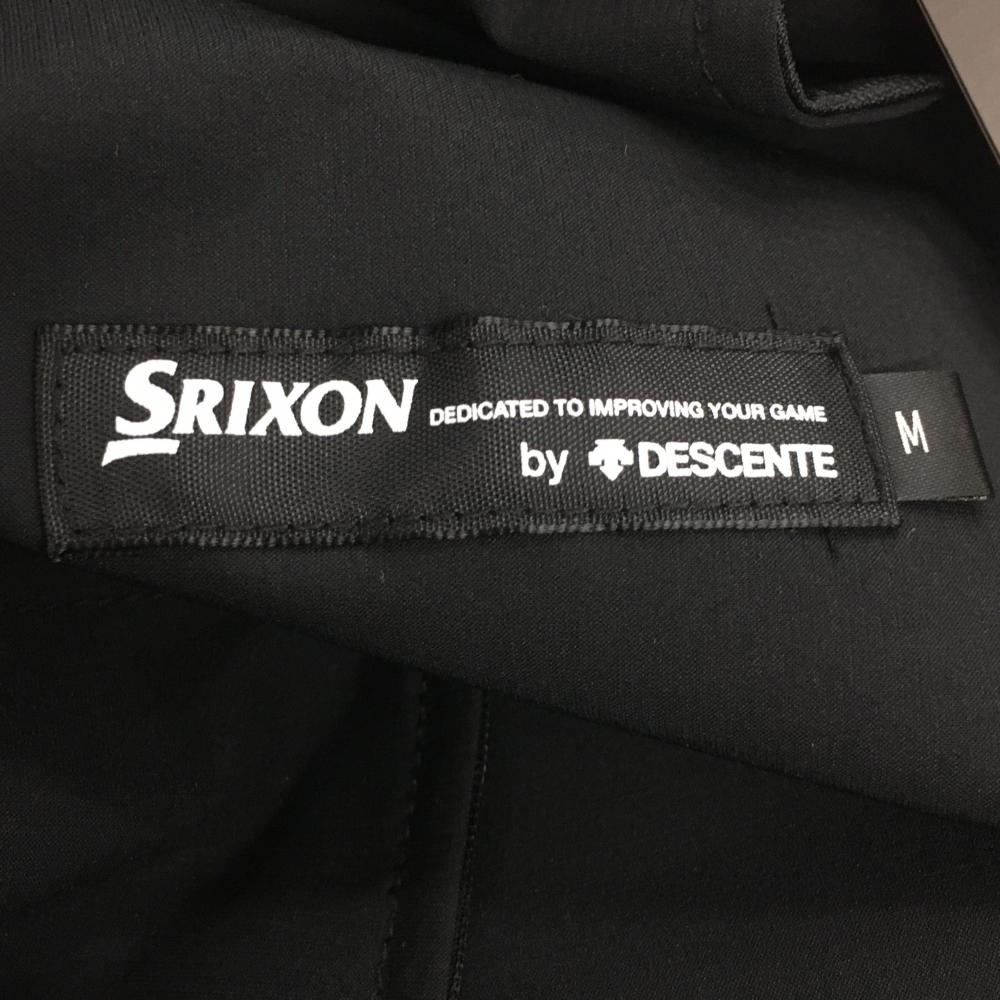 SRIXON DEDICATED TO IMPROVING YOUR GAME
by DESCENTE
M